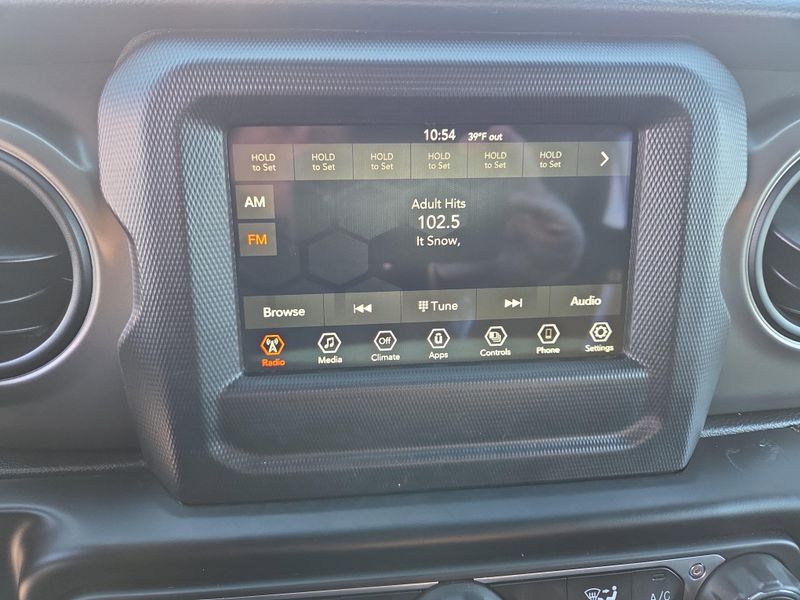 10:54 39°F out
HOLD to Set HOLD to Set HOLD to Set HOLD to Set HOLD to Set HOLD to Set
AM
Adult Hits
102.5
FM
It Snow,
Browse Tune Audio
Off
Radio Media Climate Apps Controls Phone Settings
A/C